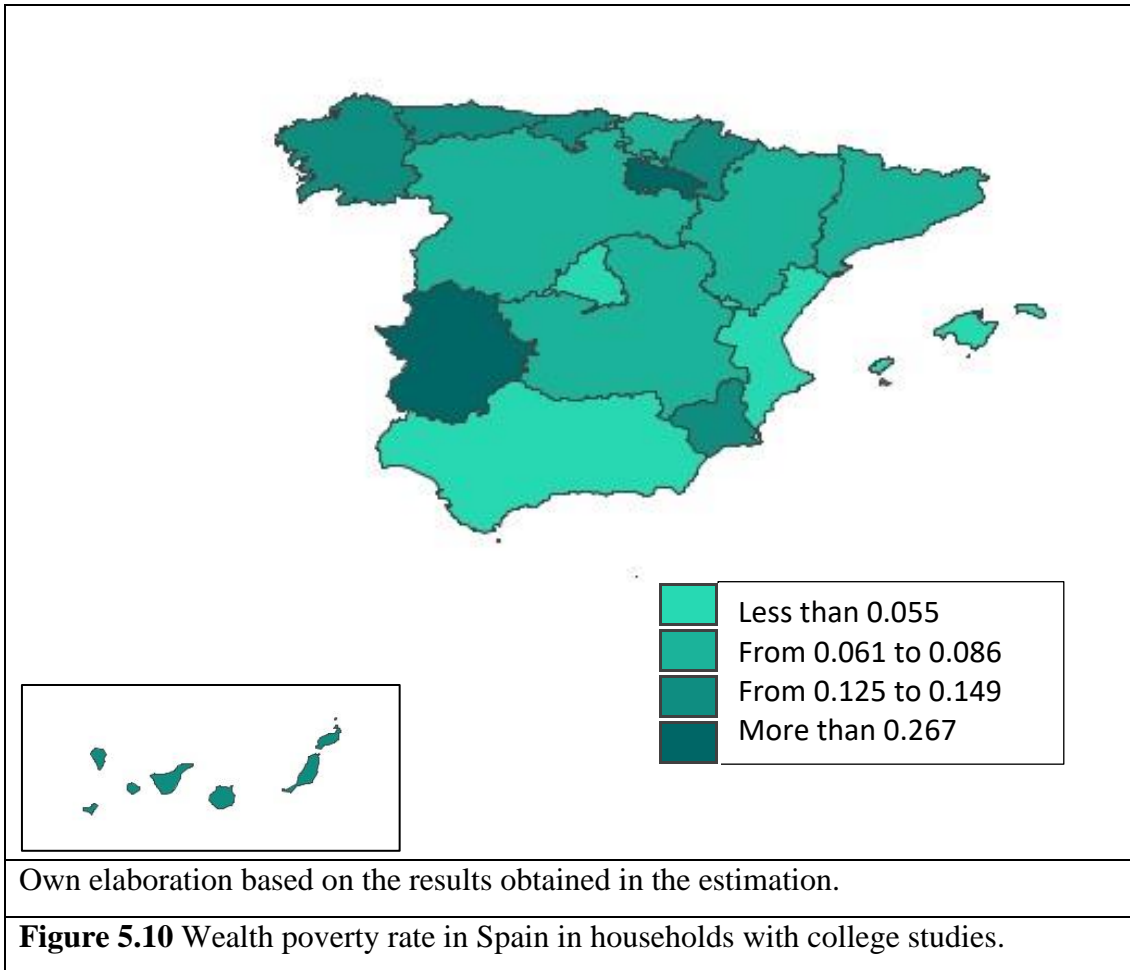 Less than 0.055
From 0.061 to 0.086
From 0.125 to 0.149
More than 0.267
Own elaboration based on the results obtained in the estimation.
Figure 5.10 Wealth poverty rate in Spain in households with college studies.